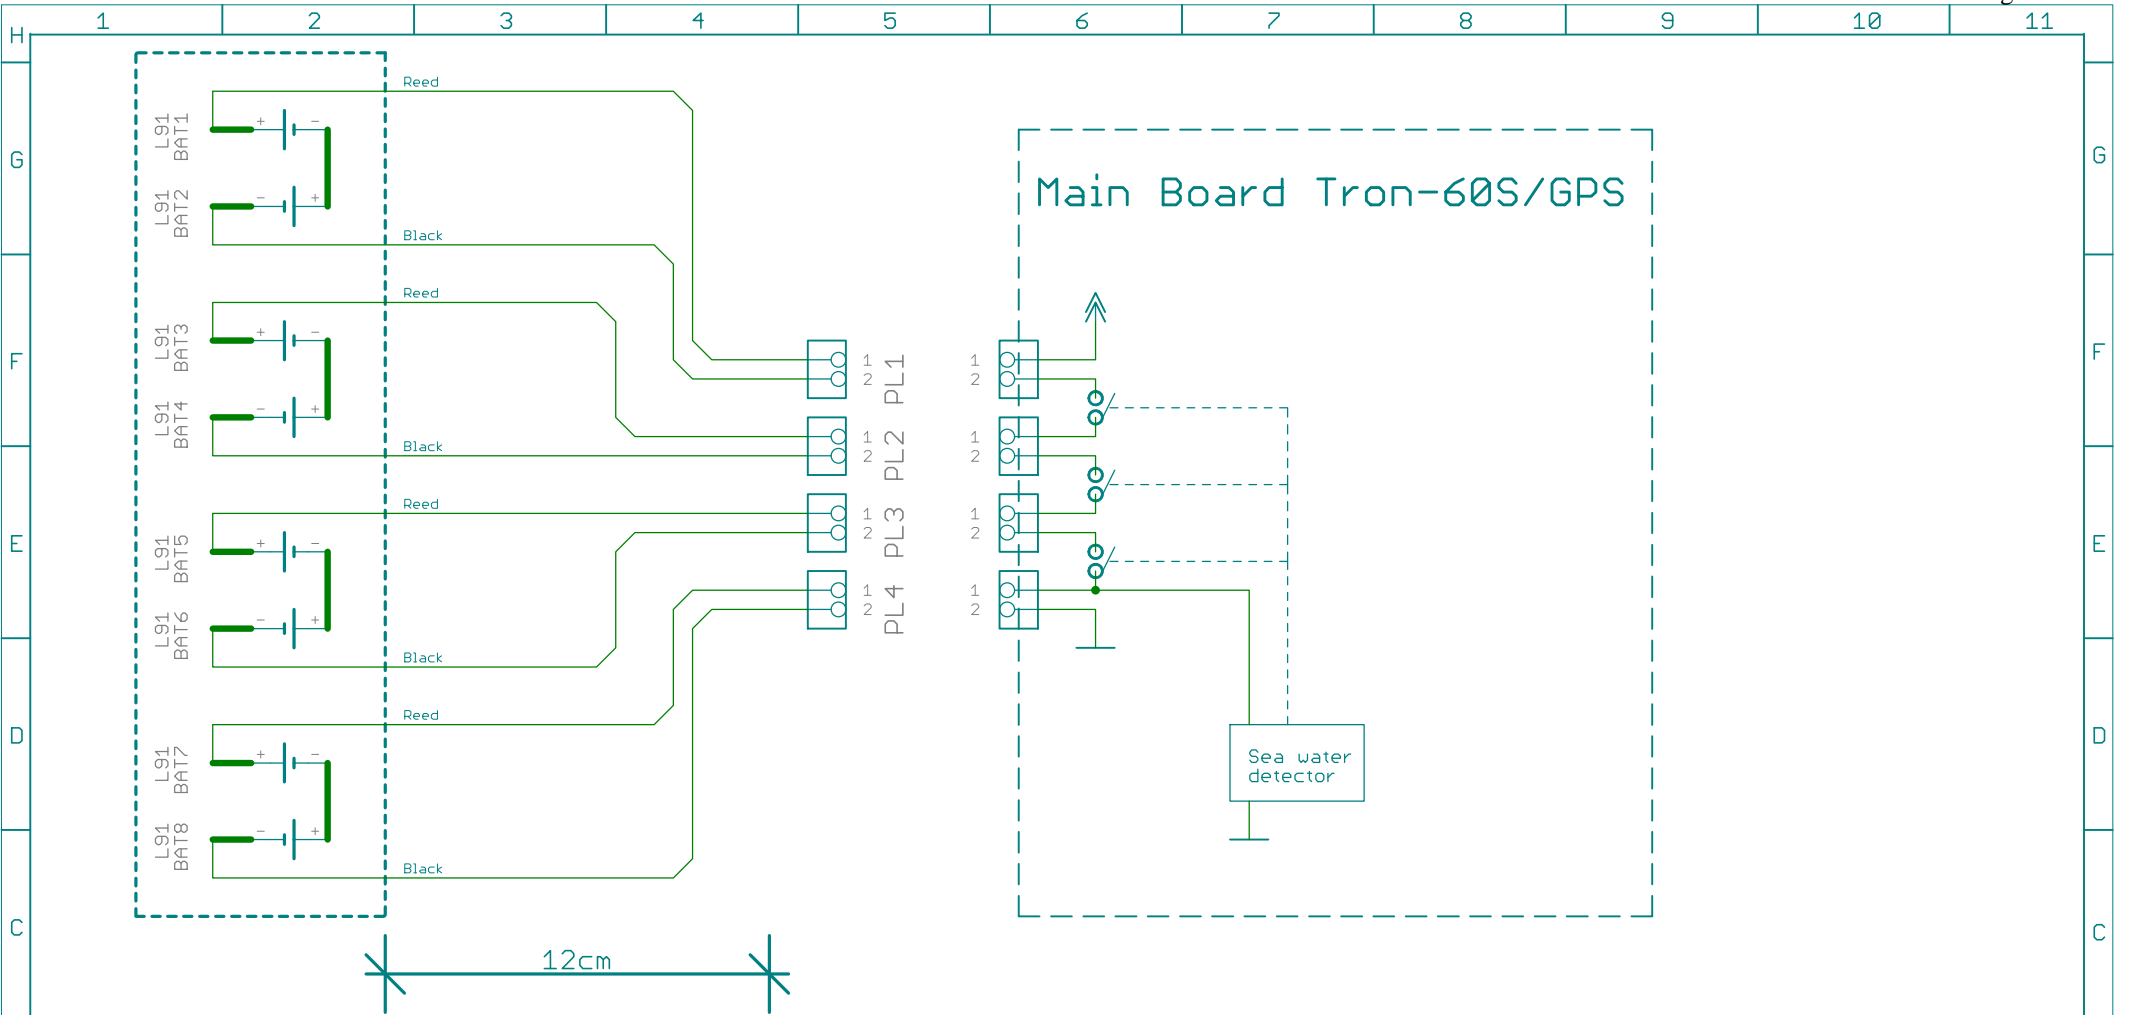 1 2 3 4 5 6 7 8 9 10 11
H
G G
F F
E E
D D
C C
Reed
+ -
L91
BAT1
L91
BAT2
- +
Black
Reed
+ -
L91
BAT3
L91
BAT4
- +
Black
Reed
+ -
L91
BAT5
L91
BAT6
- +
Black
Reed
+ -
L91
BAT7
L91
BAT8
- +
Black
12cm
1
2
PL1
1
2
PL2
1
2
PL3
1
2
PL4
Main Board Tron-60S/GPS
1
2
1
2
1
2
1
2
Sea water
detector